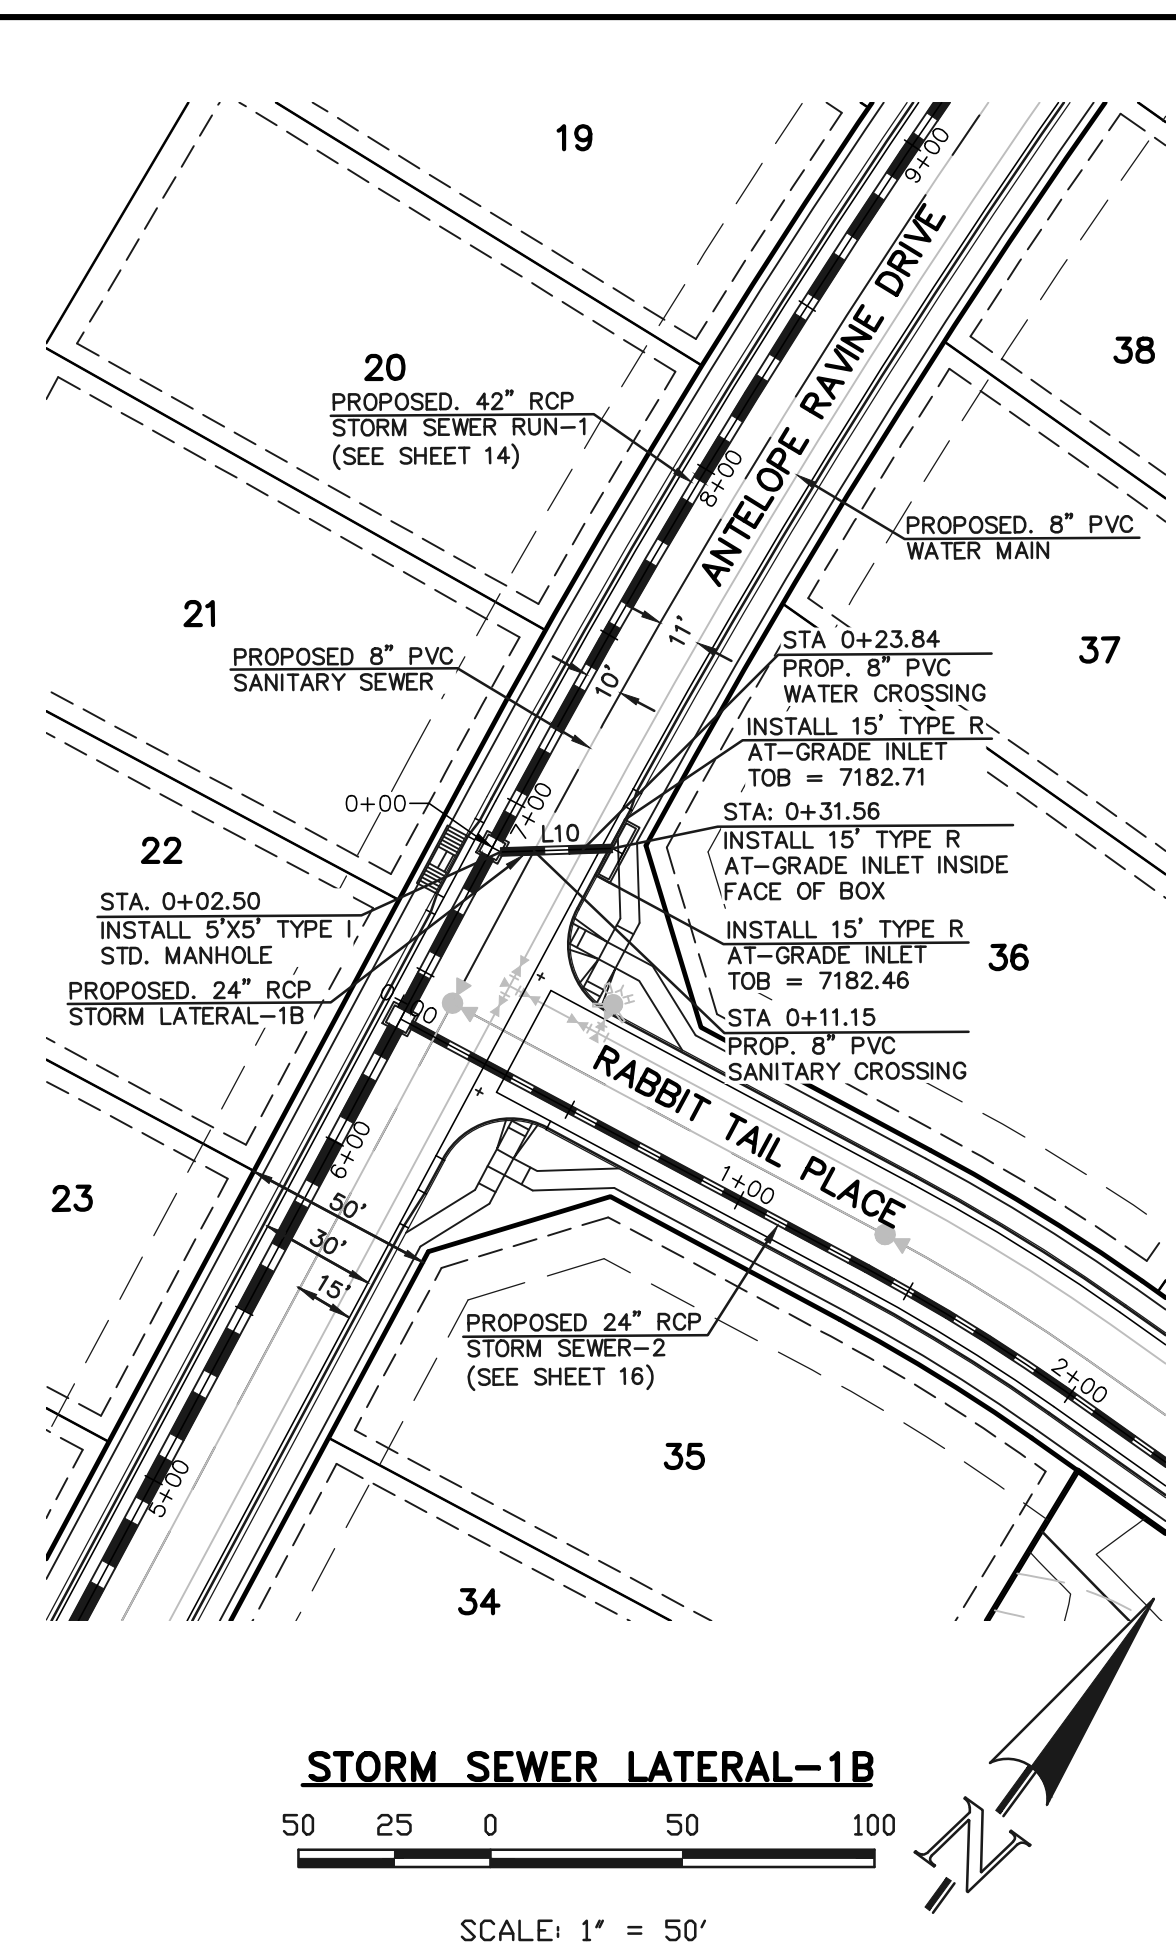 19
9+00
ANTELOPE RAVINE DRIVE
38
20
PROPOSED. 42" RCP
STORM SEWER RUN-1
(SEE SHEET 14)
8+00
PROPOSED. 8" PVC
WATER MAIN
21
11'
10'
PROPOSED 8" PVC
SANITARY SEWER
STA 0+23.84
PROP. 8" PVC
WATER CROSSING
37
INSTALL 15' TYPE R
AT-GRADE INLET
TOB = 7182.71
0+00
7+00
L10
STA: 0+31.56
INSTALL 15' TYPE R
AT-GRADE INLET INSIDE
FACE OF BOX
22
STA. 0+02.50
INSTALL 5'X5' TYPE I
STD. MANHOLE
INSTALL 15' TYPE R
AT-GRADE INLET
TOB = 7182.46
36
PROPOSED. 24" RCP
STORM LATERAL-1B
0+00
HYD
STA 0+11.15
PROP. 8" PVC
SANITARY CROSSING
RABBIT TAIL PLACE
6+00
1+00
23
50'
30'
15'
PROPOSED 24" RCP
STORM SEWER-2
(SEE SHEET 16)
2+00
35
5+00
34
STORM SEWER LATERAL-1B
50 25 0 50 100
N
SCALE: 1" = 50'